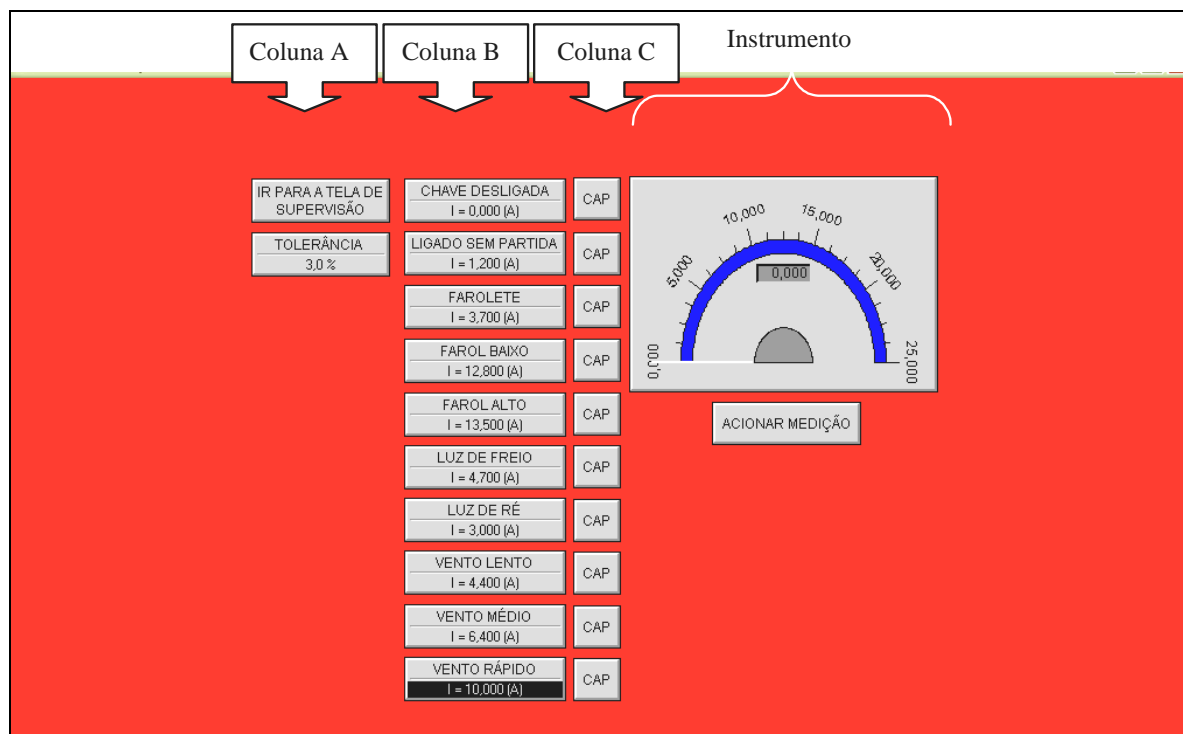 Coluna A
Coluna B
Coluna C
Instrumento
IR PARA A TELA DE
SUPERVISÃO
TOLERÂNCIA
3,0 %
CHAVE DESLIGADA
I = 0,000 (A)
CAP
LIGADO SEM PARTIDA
I = 1,200 (A)
CAP
FAROLETE
I = 3,700 (A)
CAP
FAROL BAIXO
I = 12,800 (A)
CAP
FAROL ALTO
I = 13,500 (A)
CAP
LUZ DE FREIO
I = 4,700 (A)
CAP
LUZ DE RÉ
I = 3,000 (A)
CAP
VENTO LENTO
I = 4,400 (A)
CAP
VENTO MÉDIO
I = 6,400 (A)
CAP
VENTO RÁPIDO
I = 10,000 (A)
CAP
0,000
5,000
10,000
15,000
20,000
25,000
0,000
ACIONAR MEDIÇÃO